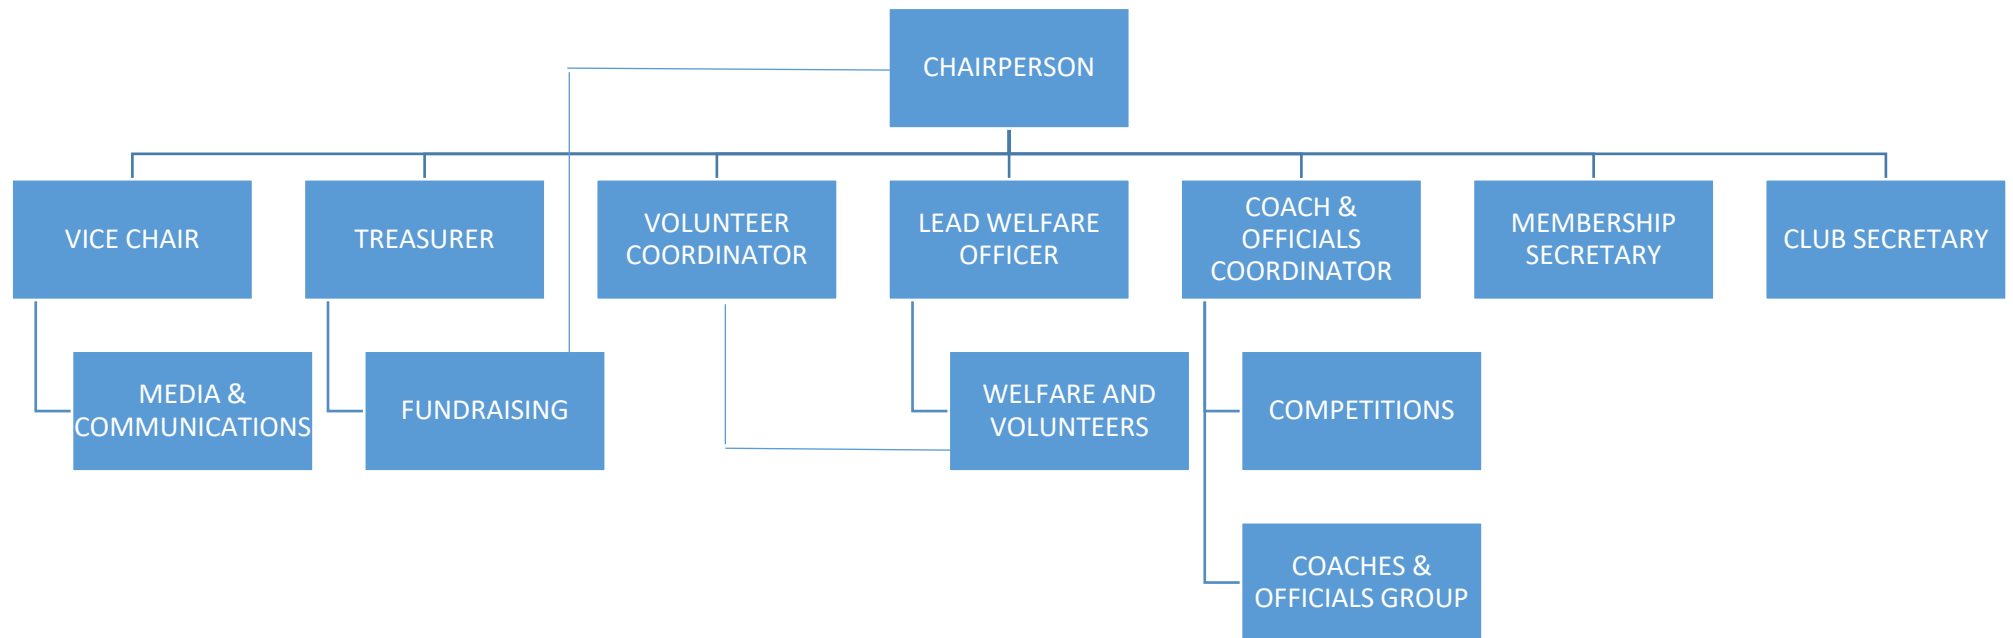 CHAIRPERSON
VICE CHAIR
TREASURER
VOLUNTEER
COORDINATOR
LEAD WELFARE
OFFICER
COACH &
OFFICIALS
COORDINATOR
MEMBERSHIP
SECRETARY
CLUB SECRETARY
MEDIA &
COMMUNICATIONS
FUNDRAISING
WELFARE AND
VOLUNTEERS
COMPETITIONS
COACHES &
OFFICIALS GROUP